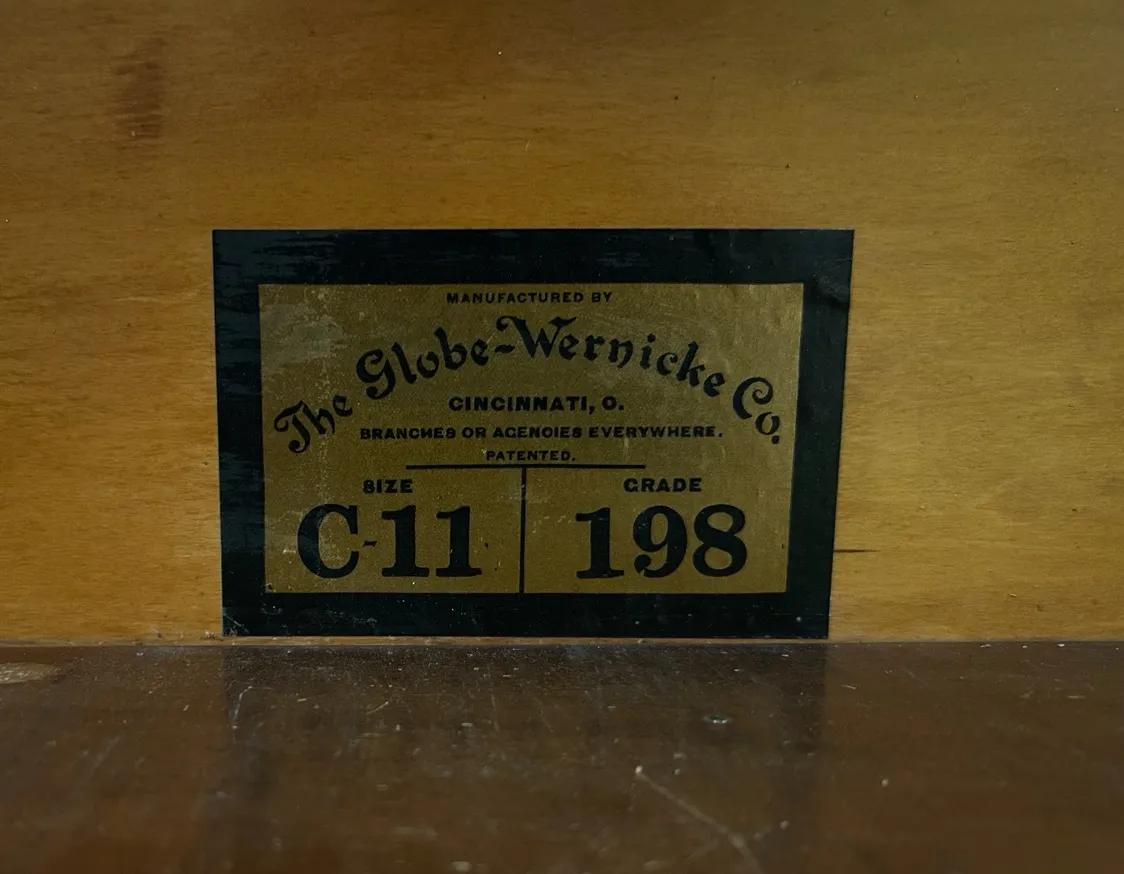 MANUFACTURED BY
The Globe-Wernicke Co.
CINCINNATI, O.
BRANCHES OR AGENCIES EVERYWHERE.
PATENTED.
SIZE GRADE
C-11 198